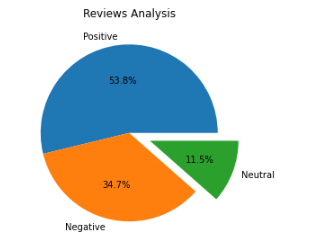 Reviews Analysis
Positive
53.8%
11.5%
Neutral
34.7%
Negative